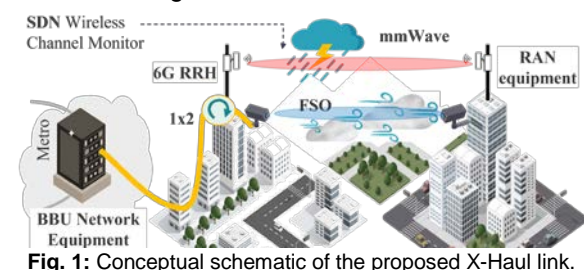 SDN Wireless
Channel Monitor
mmWave
6G RRH
RAN
equipment
1x2
FSO
Metro
BBU Network
Equipment
Fig. 1: Conceptual schematic of the proposed X-Haul link.